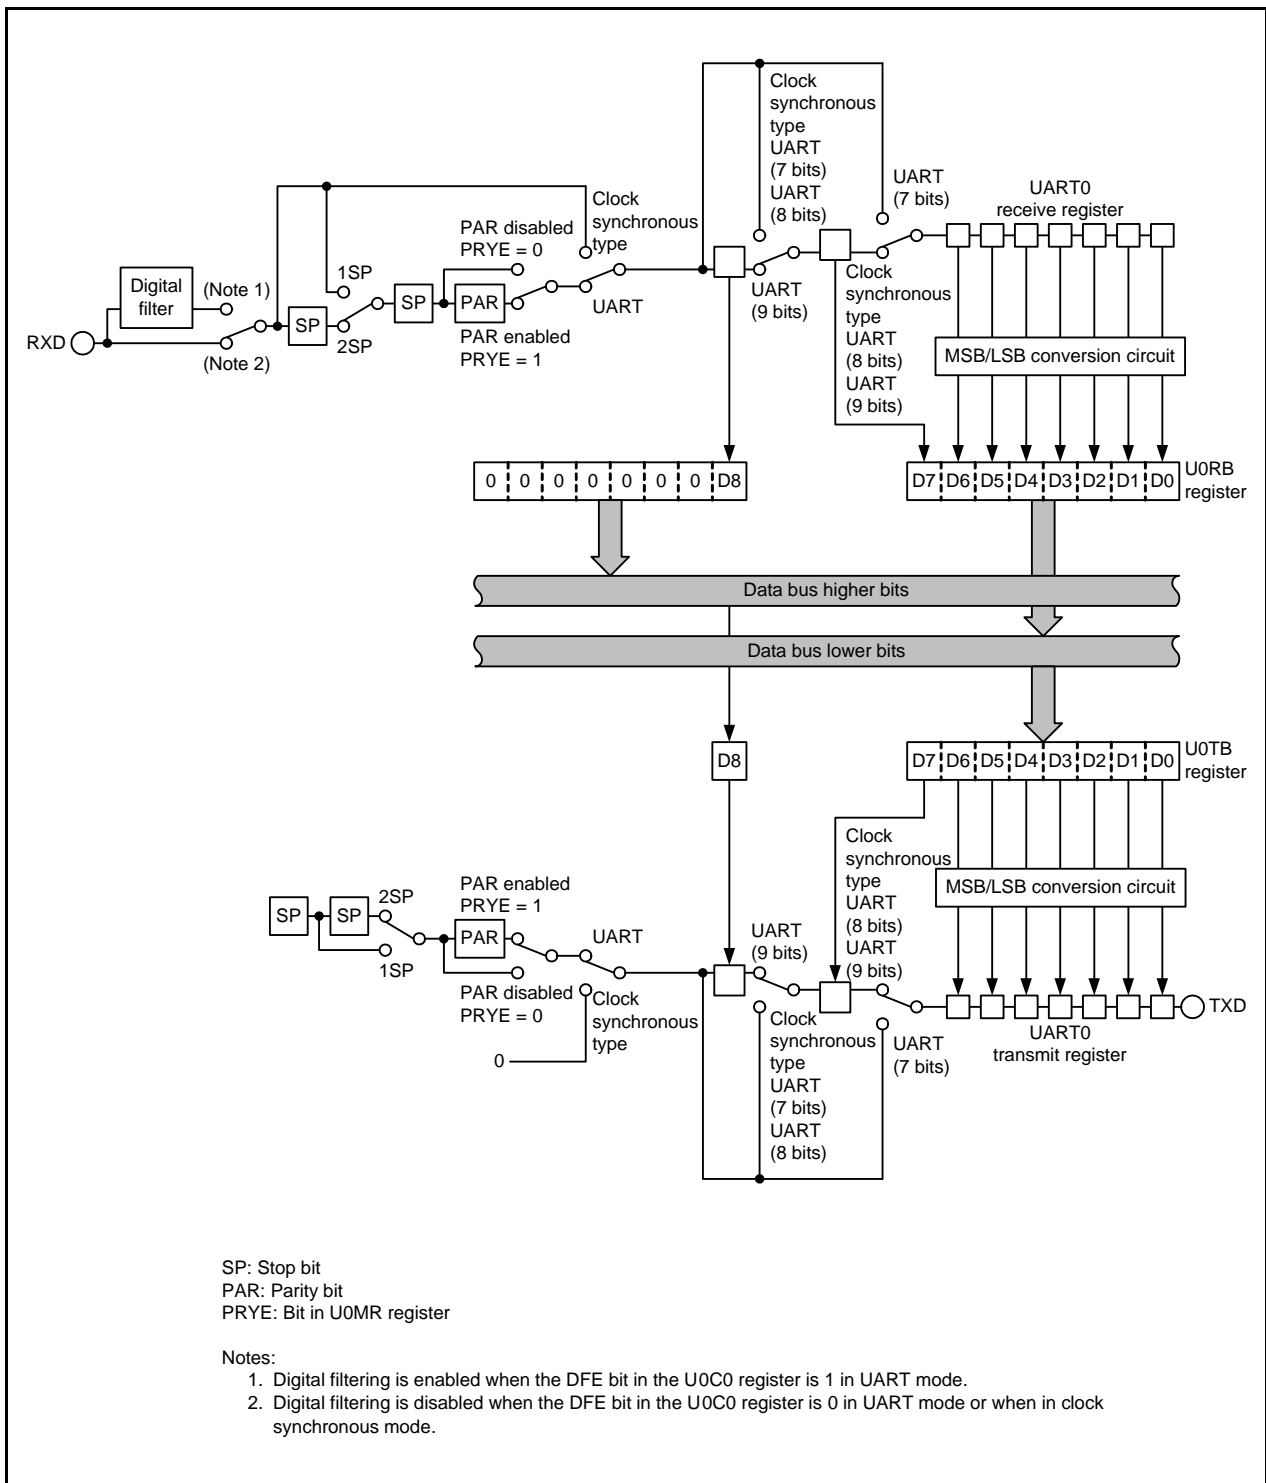 Clock
synchronous
type
UART
(7 bits)
UART
(8 bits)
UART
(7 bits)
UART0
receive register
Clock
synchronous
type
PAR disabled
PRYE = 0
1SP
Digital
filter
(Note 1)
SP
SP
PAR
UART
UART
(9 bits)
Clock
synchronous
type
UART
(8 bits)
UART
(9 bits)
RXD
(Note 2)
2SP
PAR enabled
PRYE = 1
MSB/LSB conversion circuit
0 0 0 0 0 0 0 D8
D7 D6 D5 D4 D3 D2 D1 D0
U0RB
register
Data bus higher bits
Data bus lower bits
D8
D7 D6 D5 D4 D3 D2 D1 D0
U0TB
register
Clock
synchronous
type
UART
(8 bits)
UART
(9 bits)
MSB/LSB conversion circuit
PAR enabled
PRYE = 1
2SP
SP
SP
PAR
UART
UART
(9 bits)
1SP
PAR disabled
PRYE = 0
Clock
synchronous
type
0
Clock
synchronous
type
UART
(7 bits)
UART
(8 bits)
UART
(7 bits)
UART0
transmit register
TXD
SP: Stop bit
PAR: Parity bit
PRYE: Bit in U0MR register
Notes:
1. Digital filtering is enabled when the DFE bit in the U0C0 register is 1 in UART mode.
2. Digital filtering is disabled when the DFE bit in the U0C0 register is 0 in UART mode or when in clock
synchronous mode.